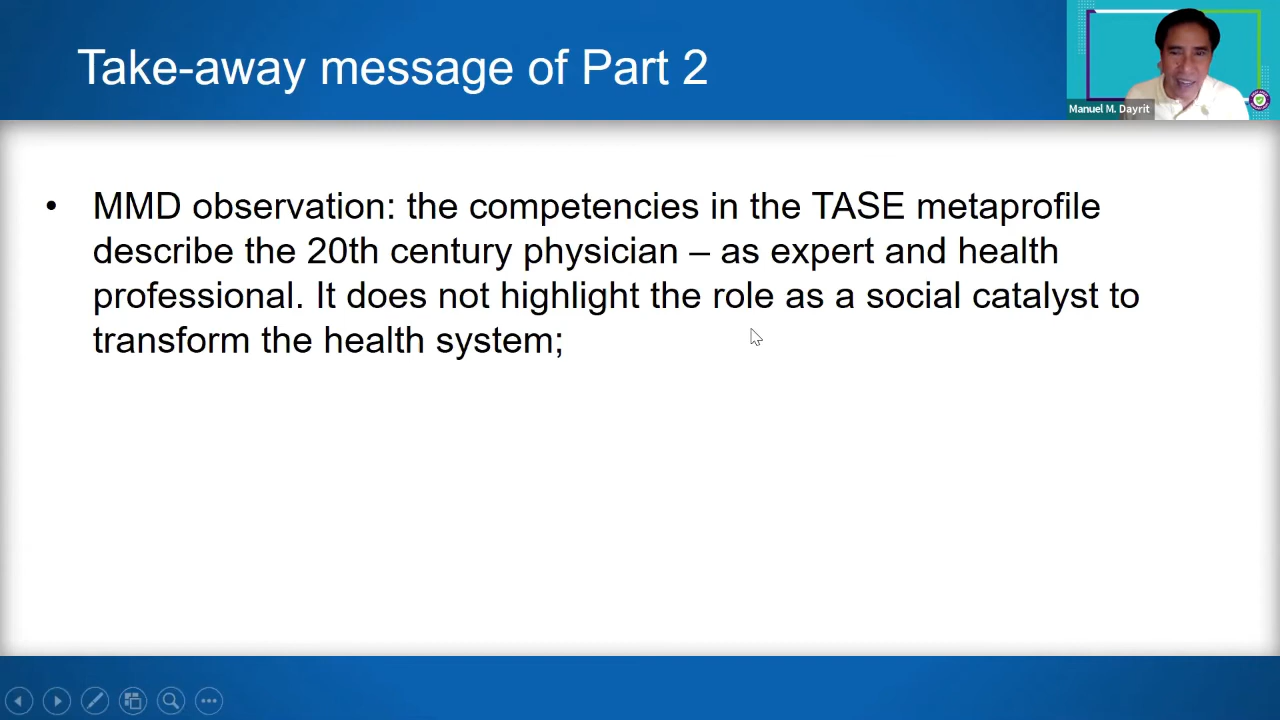 Take-away message of Part 2
Manuel M. Dayrit
• MMD observation: the competencies in the TASE metaprofile
describe the 20th century physician – as expert and health
professional. It does not highlight the role as a social catalyst to
transform the health system;